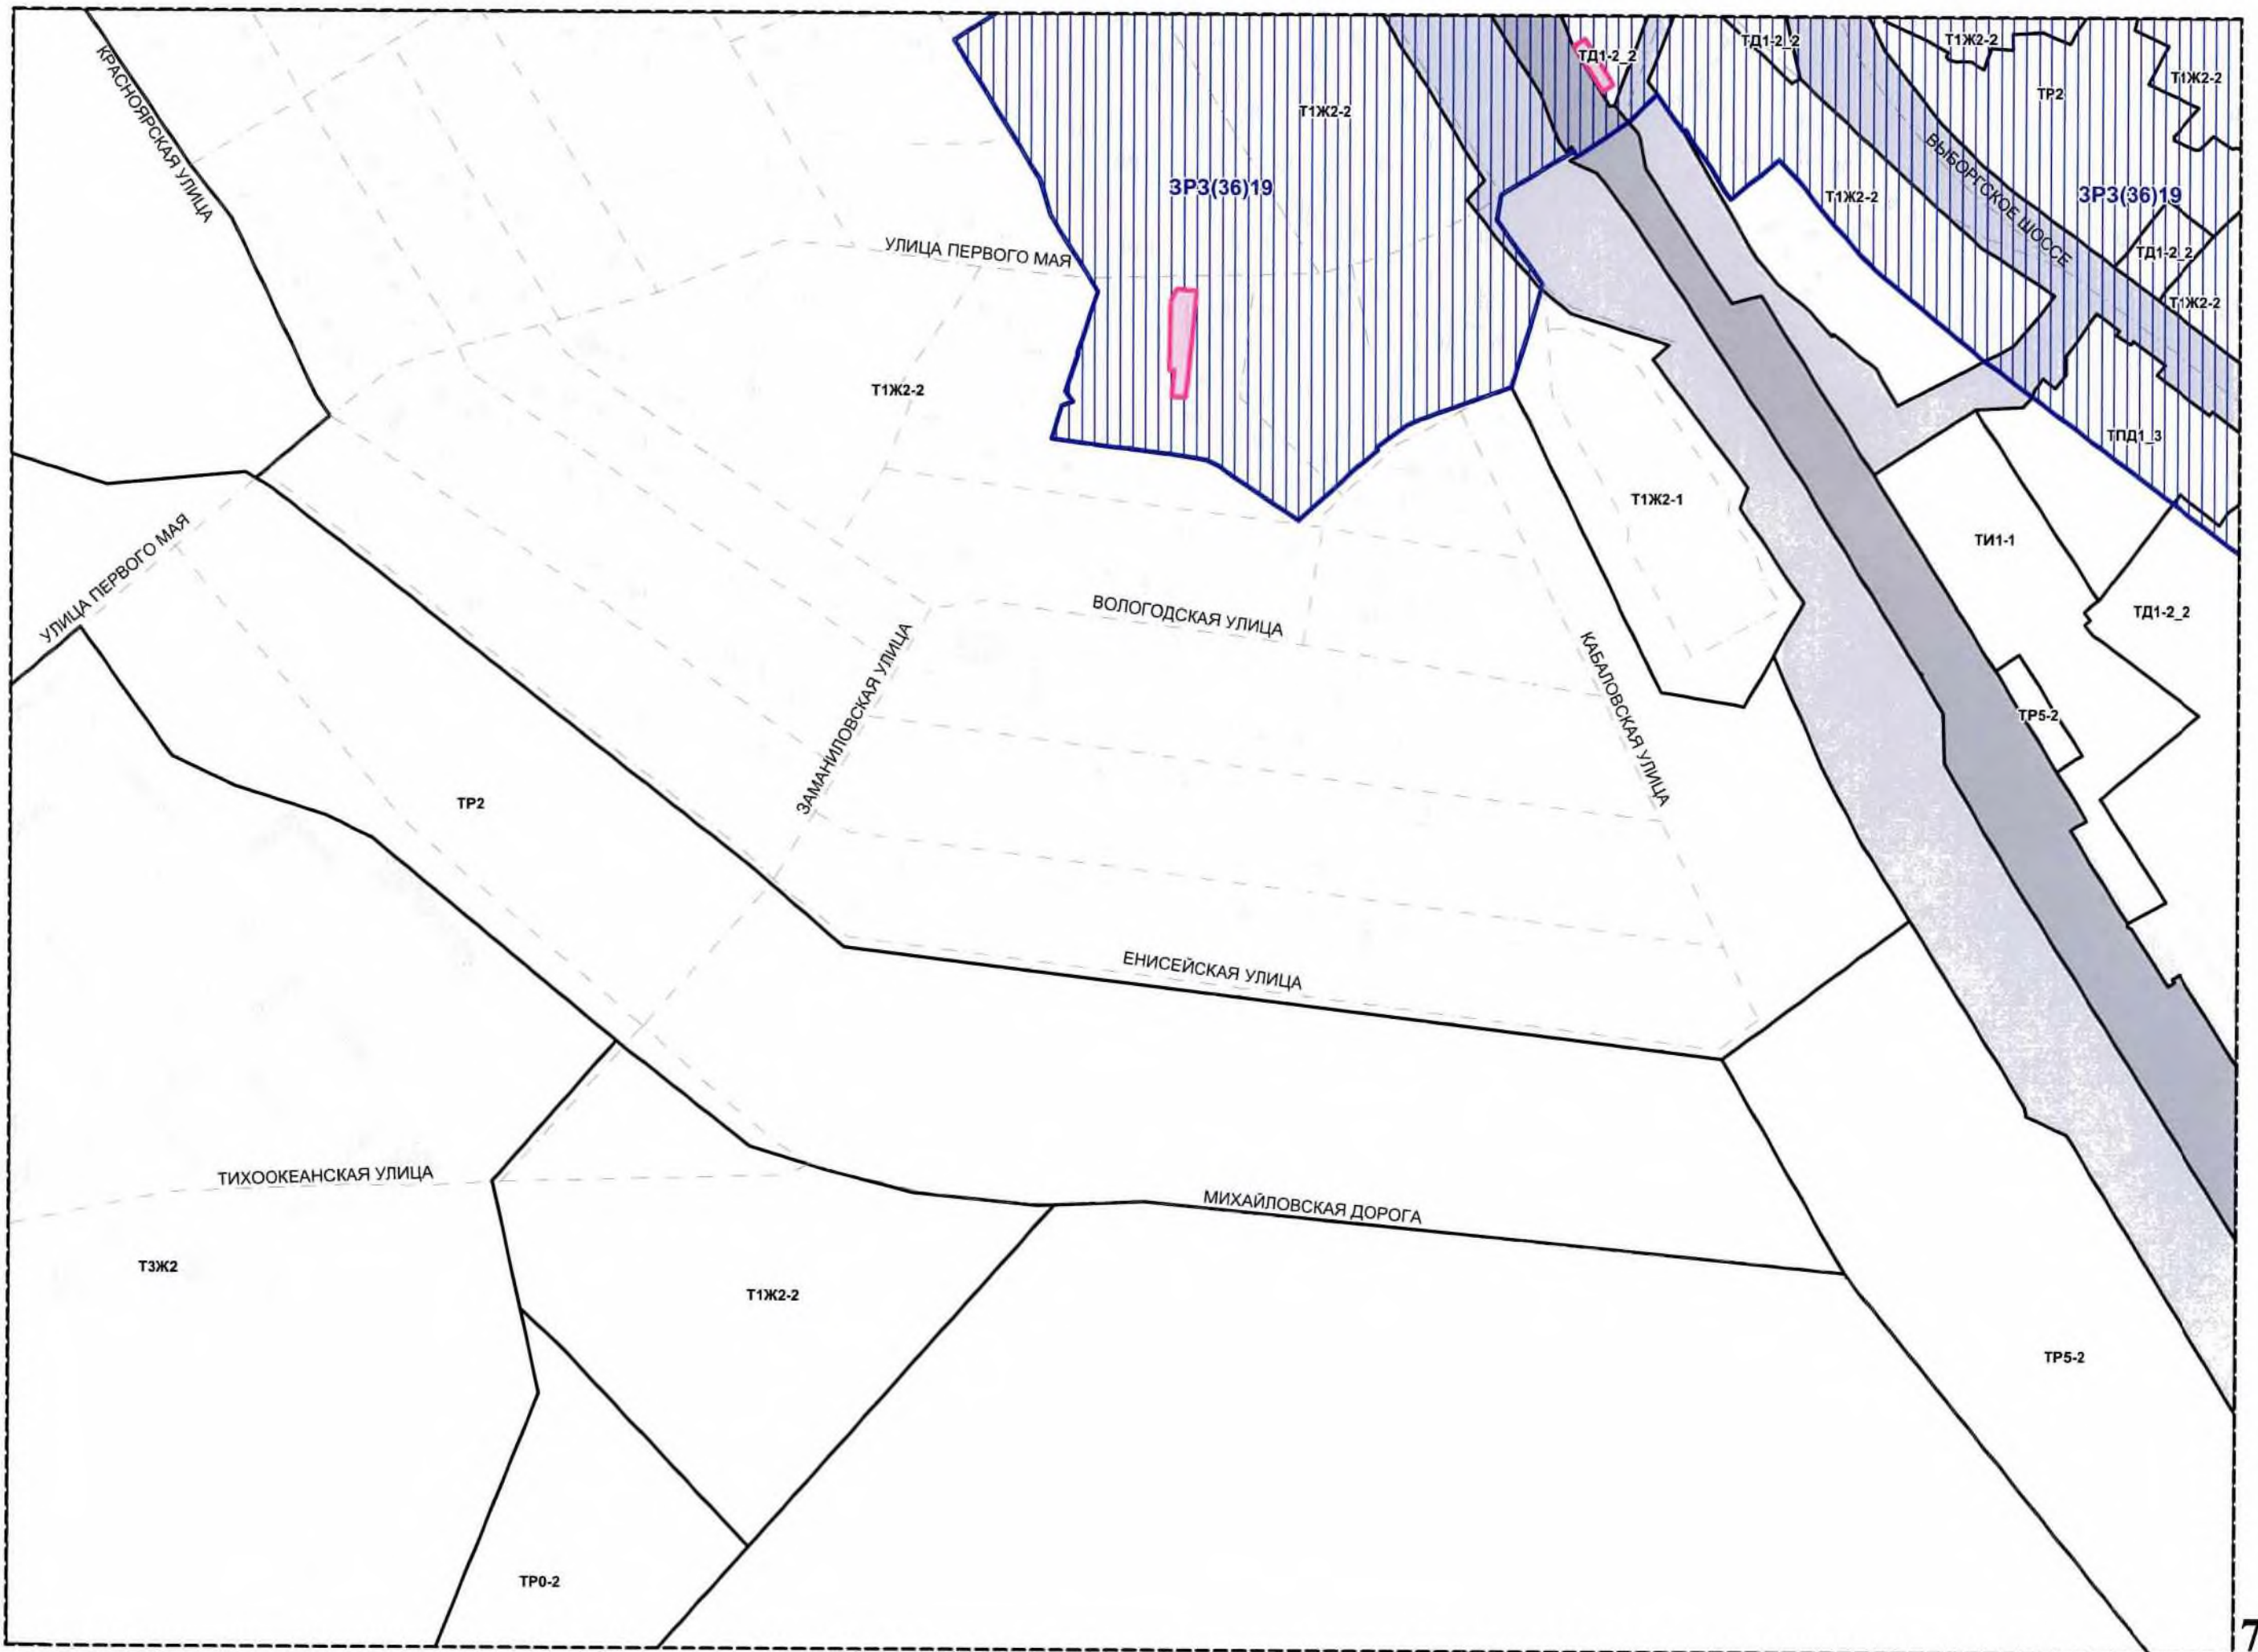 КРАСНОЯРСКАЯ УЛИЦА
ТД1-2_2
ТД1-2_2
Т1Ж2-2
Т1Ж2-2
ТР2
Т1Ж2-2
ВЫБОРГСКОЕ ШОССЕ
ЗРЗ(36)19
Т1Ж2-2
ЗРЗ(36)19
УЛИЦА ПЕРВОГО МАЯ
ТД1-2_2
Т1Ж2-2
Т1Ж2-2
ТПД1_3
Т1Ж2-1
ТИ1-1
УЛИЦА ПЕРВОГО МАЯ
ВОЛОГОДСКАЯ УЛИЦА
ТД1-2_2
ЗАМАНИЛОВСКАЯ УЛИЦА
КАБАЛОВСКАЯ УЛИЦА
ТР5-2
ТР2
ЕНИСЕЙСКАЯ УЛИЦА
ТИХООКЕАНСКАЯ УЛИЦА
МИХАЙЛОВСКАЯ ДОРОГА
Т3Ж2
Т1Ж2-2
ТР5-2
ТР0-2
7